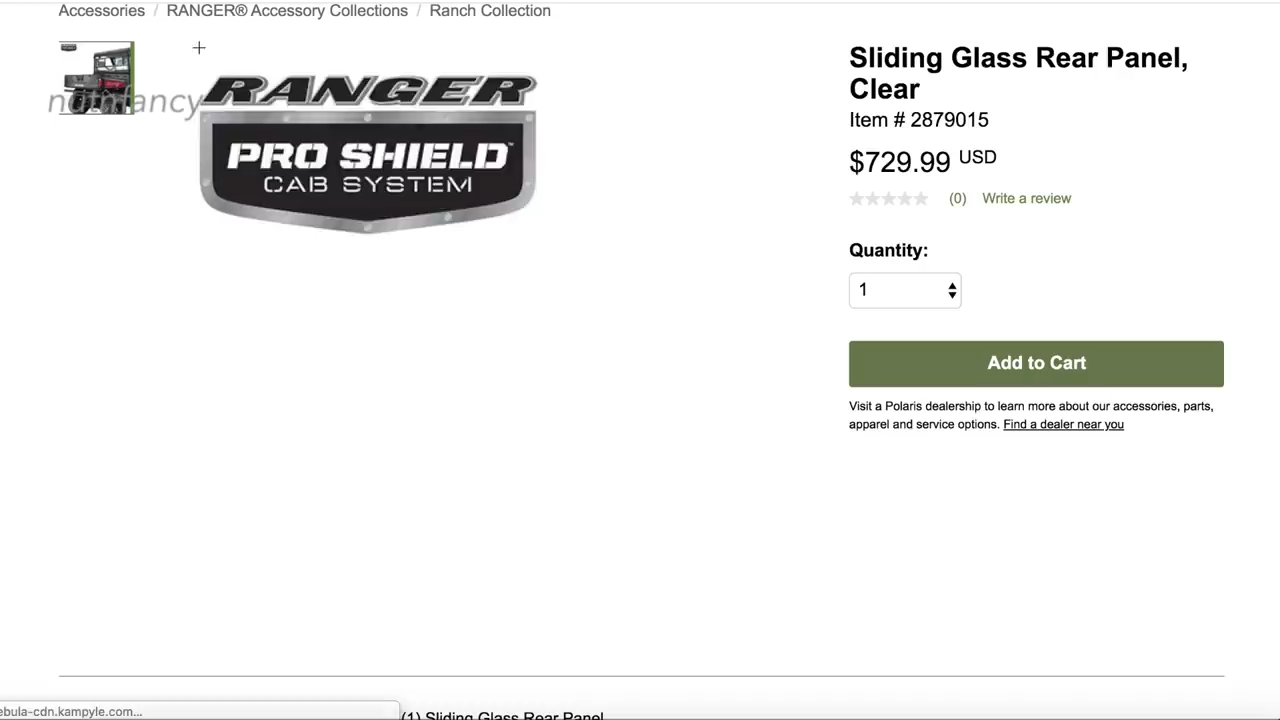 Accessories / RANGER® Accessory Collections / Ranch Collection
nutnfancy
RANGER
PRO SHIELD™
CAB SYSTEM
Sliding Glass Rear Panel,
Clear
Item # 2879015
$729.99 USD
(0) Write a review
Quantity:
1
Add to Cart
Visit a Polaris dealership to learn more about our accessories, parts,
apparel and service options. Find a dealer near you
ebula-cdn.kampyle.com...
(1) Sliding Glass Rear Panel